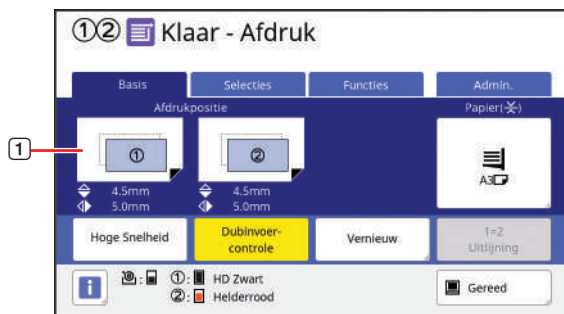 ①② Klaar - Afdruk
Basis Selecties Functies Admin.
Afdrukpositie Papier()
1 ① ②
A3
4.5mm 4.5mm
5.0mm 5.0mm
Hoge Snelheid Dubinvoer-controle Vernieuw 1=2 Uitlijning
i : ①: HD Zwart Gereed
②: Helderrood